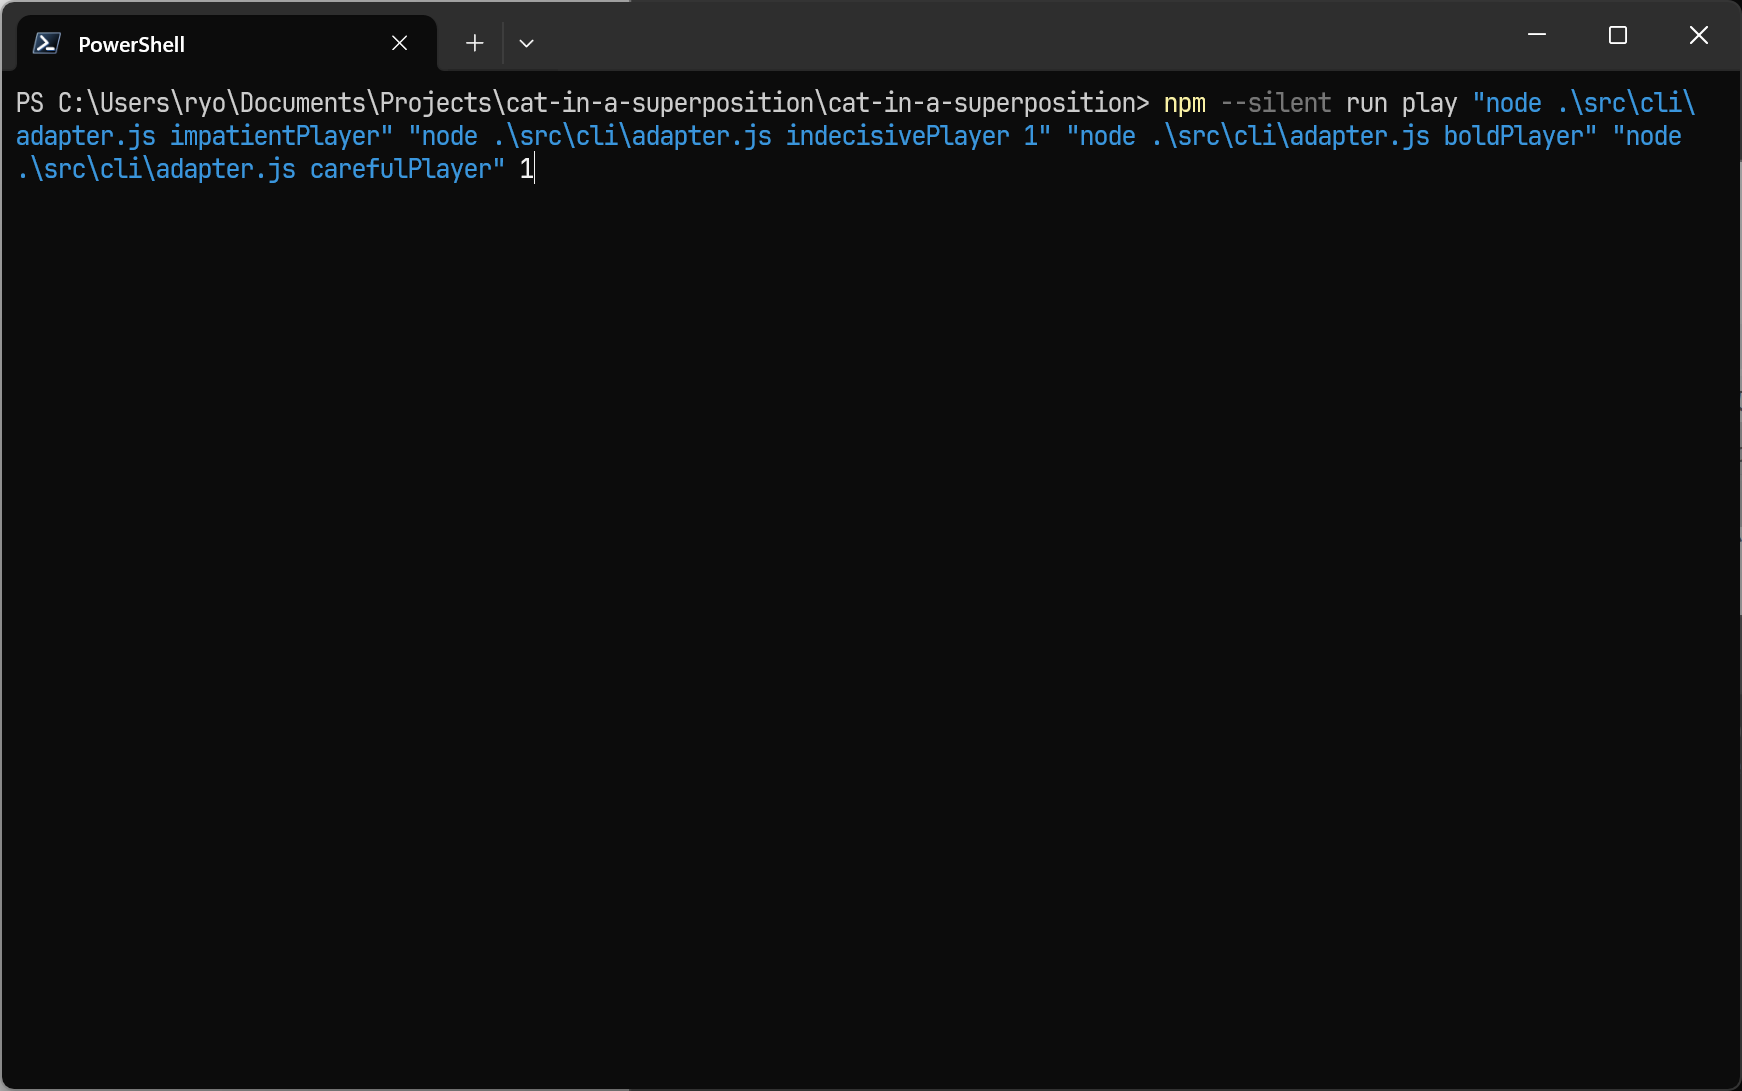 PowerShell
PS C:\Users\ryo\Documents\Projects\cat-in-a-superposition\cat-in-a-superposition> npm --silent run play "node .\src\cli\
adapter.js impatientPlayer" "node .\src\cli\adapter.js indecisivePlayer 1" "node .\src\cli\adapter.js boldPlayer" "node
.\src\cli\adapter.js carefulPlayer" 1